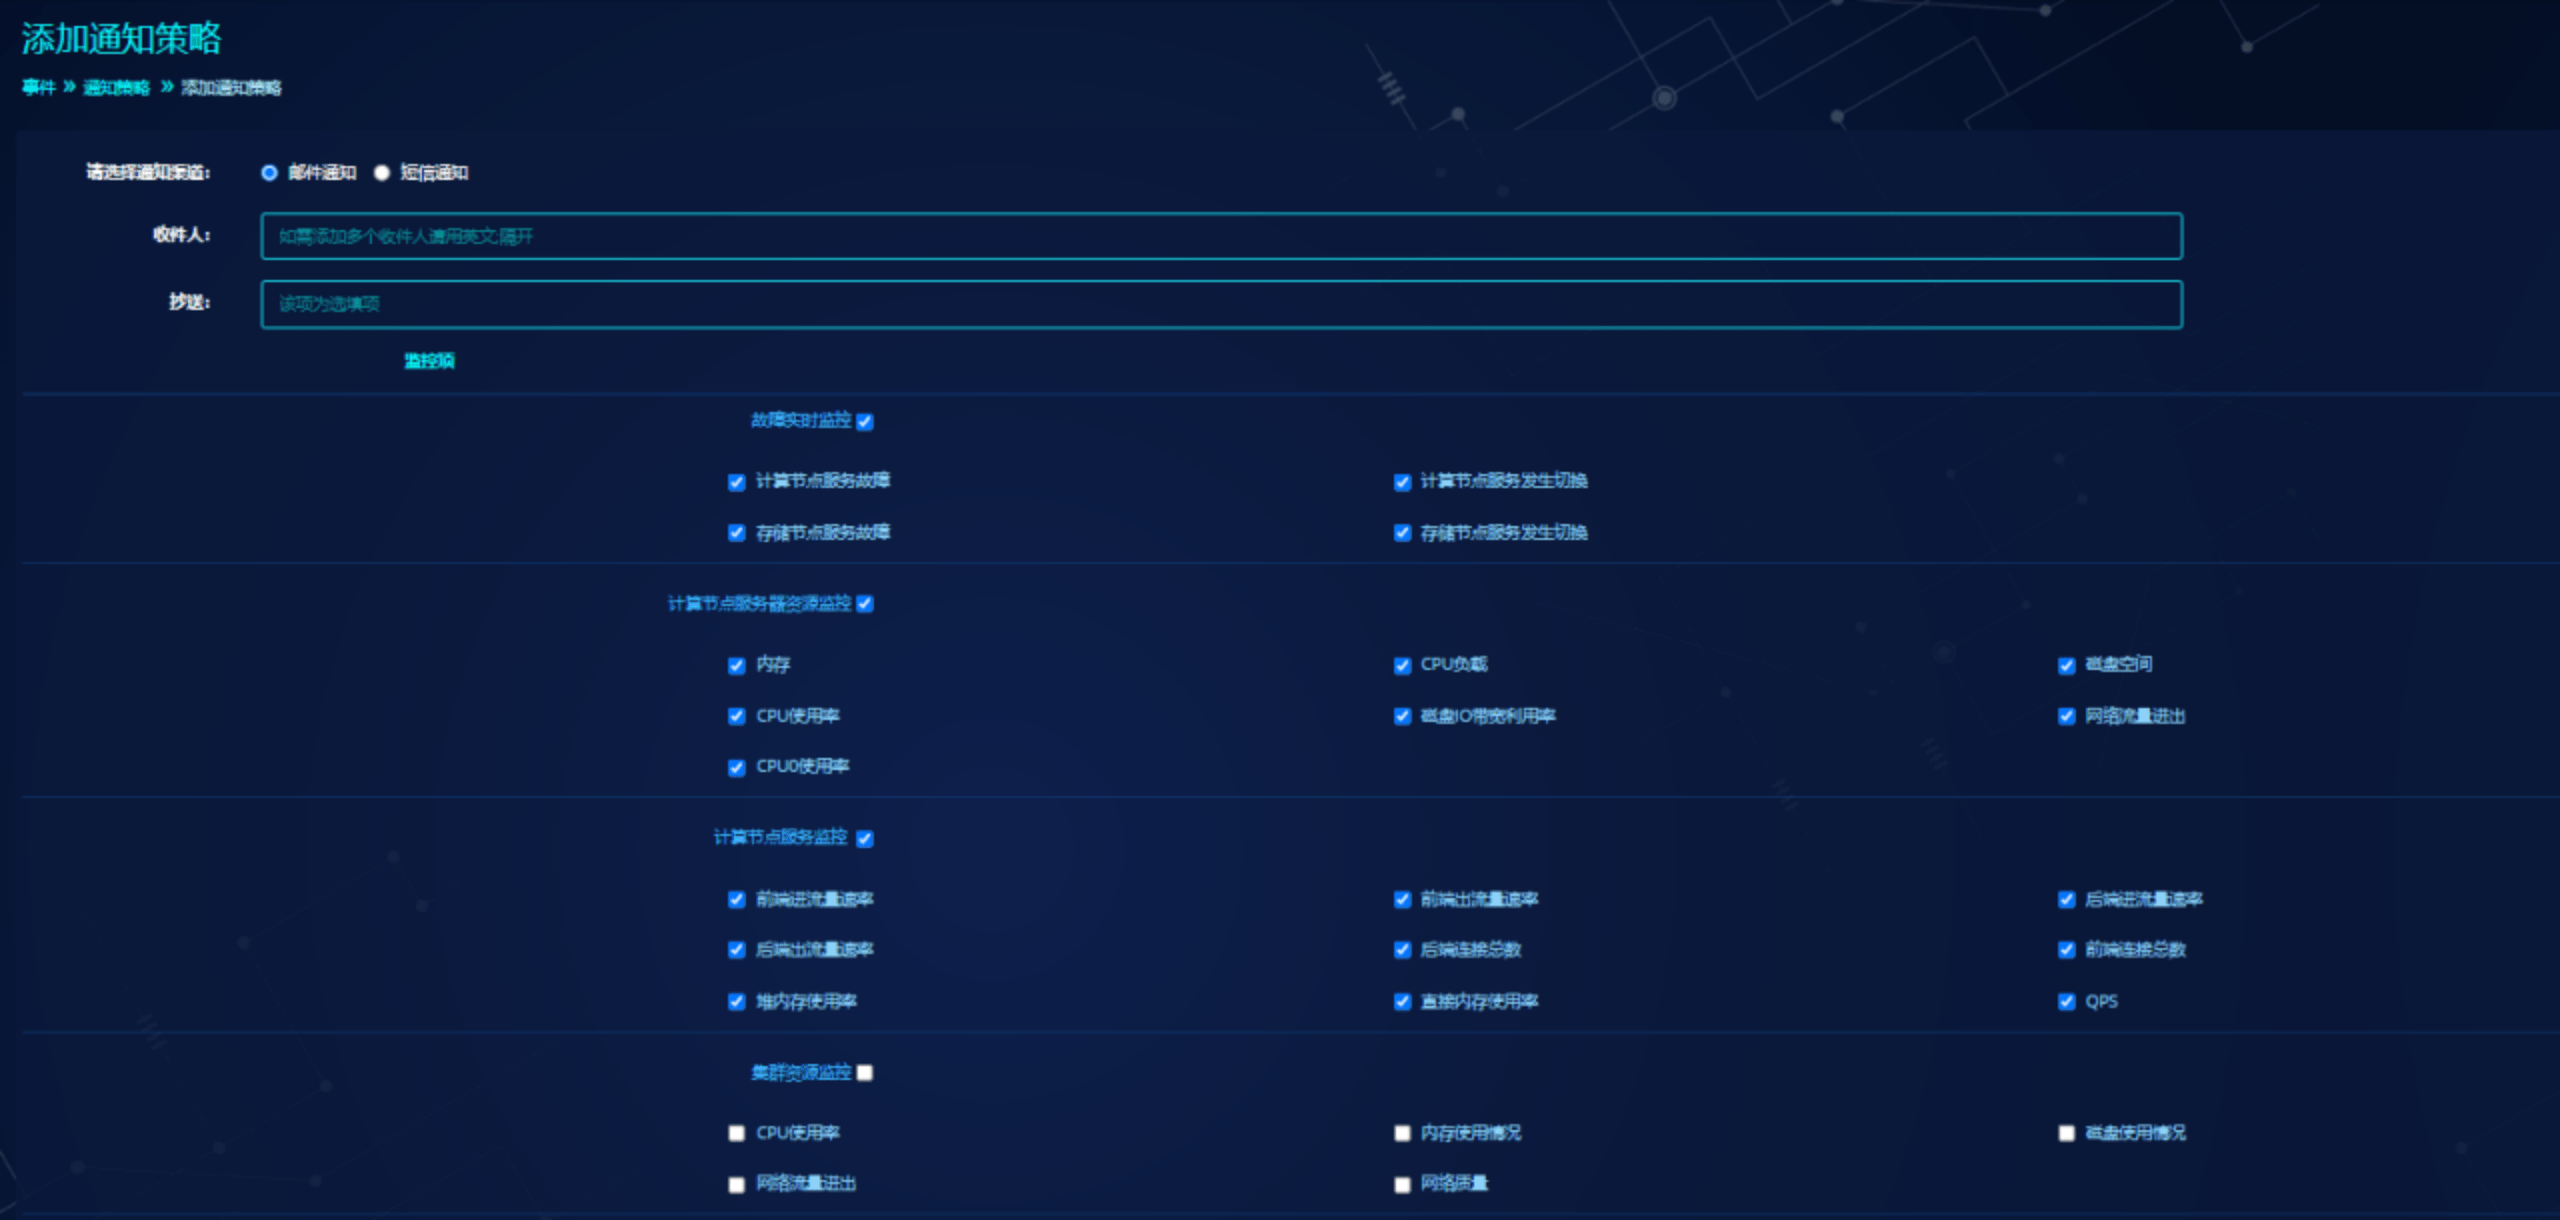 添加通知策略
事件 » 通知策略 » 添加通知策略
请选择通知渠道: 邮件通知 短信通知
收件人: 如需添加多个收件人请用英文;隔开
抄送: 该项为选填项
监控项
故障实时监控
计算节点服务故障 计算节点服务发生切换
存储节点服务故障 存储节点服务发生切换
计算节点服务器资源监控
内存 CPU负载 磁盘空间
CPU使用率 磁盘IO带宽利用率 网络流量进出
CPU0使用率
计算节点服务监控
前端进流量速率 前端出流量速率 后端进流量速率
后端出流量速率 后端连接总数 前端连接总数
堆内存使用率 直接内存使用率 QPS
集群资源监控
CPU使用率 内存使用情况 磁盘使用情况
网络流量进出 网络质量